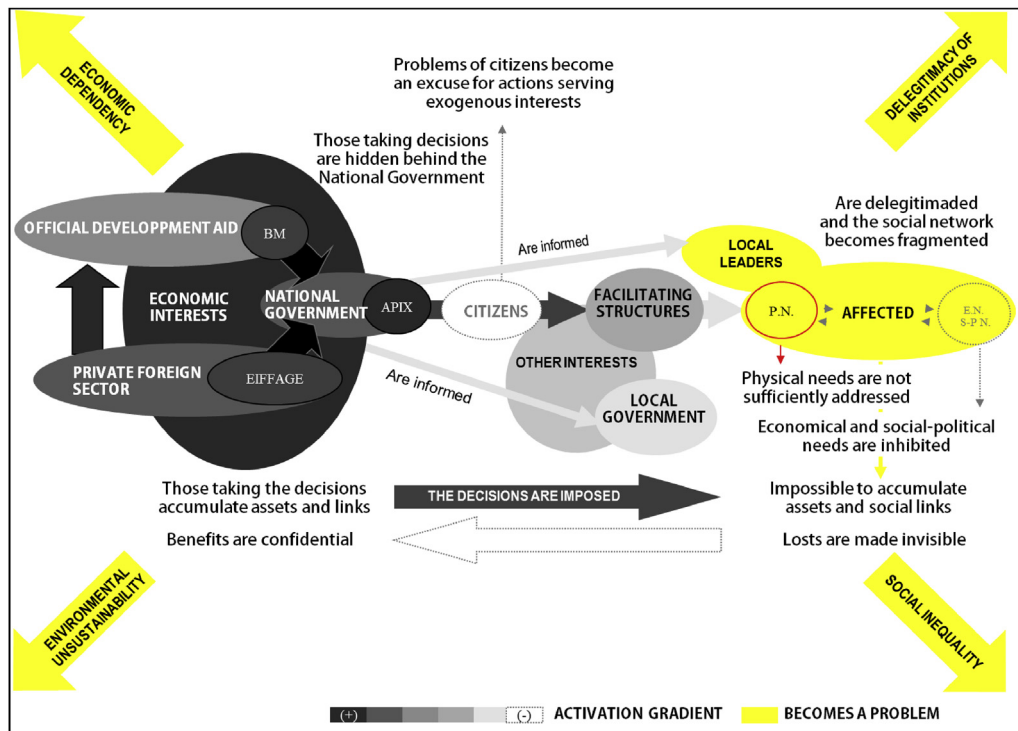 ECONOMIC
DEPENDENCY
DELEGITIMACY OF
INSTITUTIONS
Problems of citizens become
an excuse for actions serving
exogenous interests
Those taking decisions
are hidden behind the
National Government
Are delegitimaded
and the social network
becomes fragmented
OFFICIAL DEVELOPPMENT AID
BM
Are informed
LOCAL
LEADERS
ECONOMIC
INTERESTS
NATIONAL
GOVERNMENT
APIX
CITIZENS
FACILITATING
STRUCTURES
P.N.
AFFECTED
E.N.
S-P N.
PRIVATE FOREIGN
SECTOR
EIFFAGE
Are informed
OTHER INTERESTS
LOCAL
GOVERNMENT
Physical needs are not
sufficiently addressed
Economical and social-political
needs are inhibited
Those taking the decisions
accumulate assets and links
THE DECISIONS ARE IMPOSED
Impossible to accumulate
assets and social links
Benefits are confidential
Losts are made invisible
ENVIRONMENTAL
UNSUSTAINABILITY
SOCIAL INEQUALITY
(+)
(-)
ACTIVATION GRADIENT
BECOMES A PROBLEM